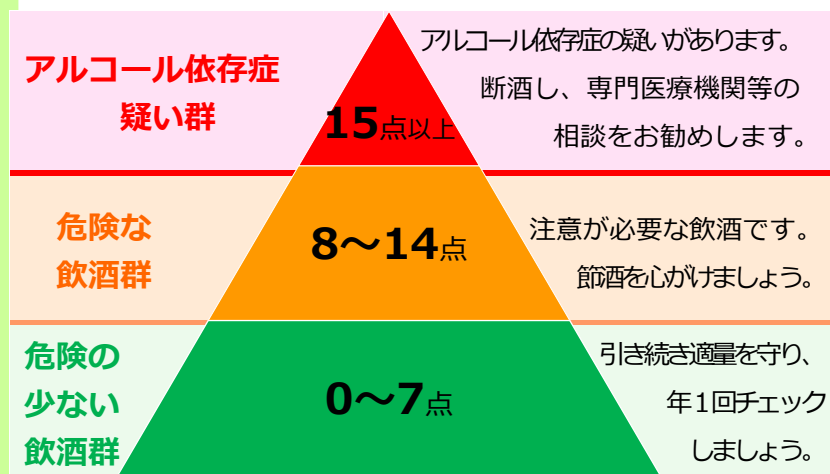 アルコール依存症
疑い群
15点以上
アルコール依存症の疑いがあります。
断酒し、専門医療機関等の
相談をお勧めします。
危険な
飲酒群
8～14点
注意が必要な飲酒です。
節酒を心がけましょう。
危険の
少ない
飲酒群
0～7点
引き続き適量を守り、
年1回チェック
しましょう。